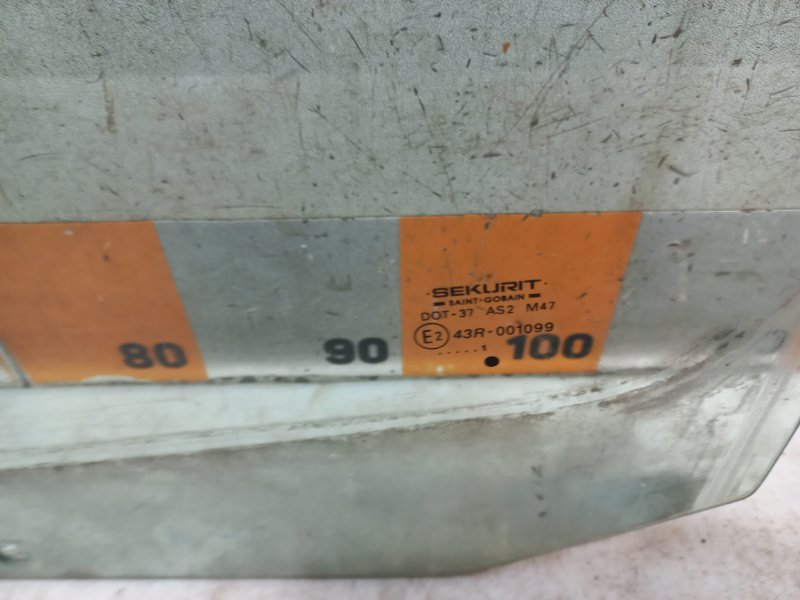 SEKURIT
SAINT-GOBAIN
DOT-37 AS2 M47
E2 43R-001099
80 90 .....: 100